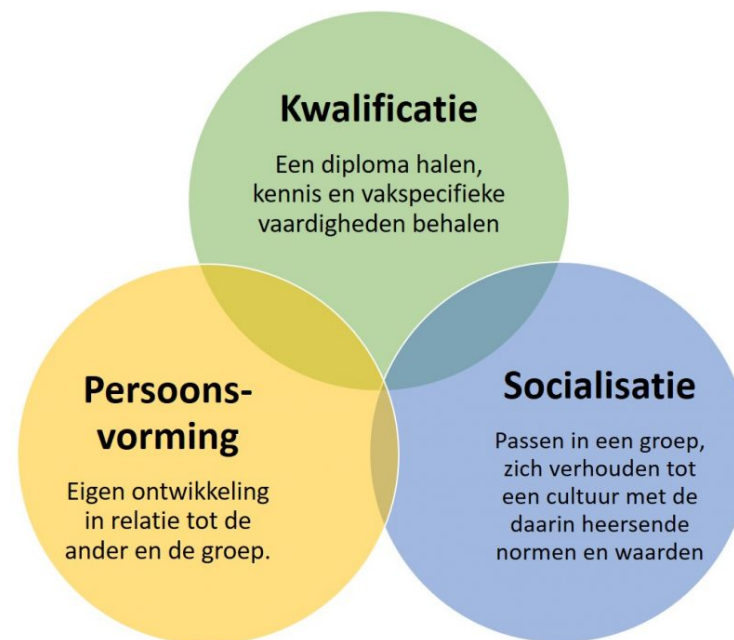 Kwalificatie
Een diploma halen,
kennis en vakspecifieke
vaardigheden behalen
Persoons-
vorming
Eigen ontwikkeling
in relatie tot de
ander en de groep.
Socialisatie
Passen in een groep,
zich verhouden tot
een cultuur met de
daarin heersende
normen en waarden